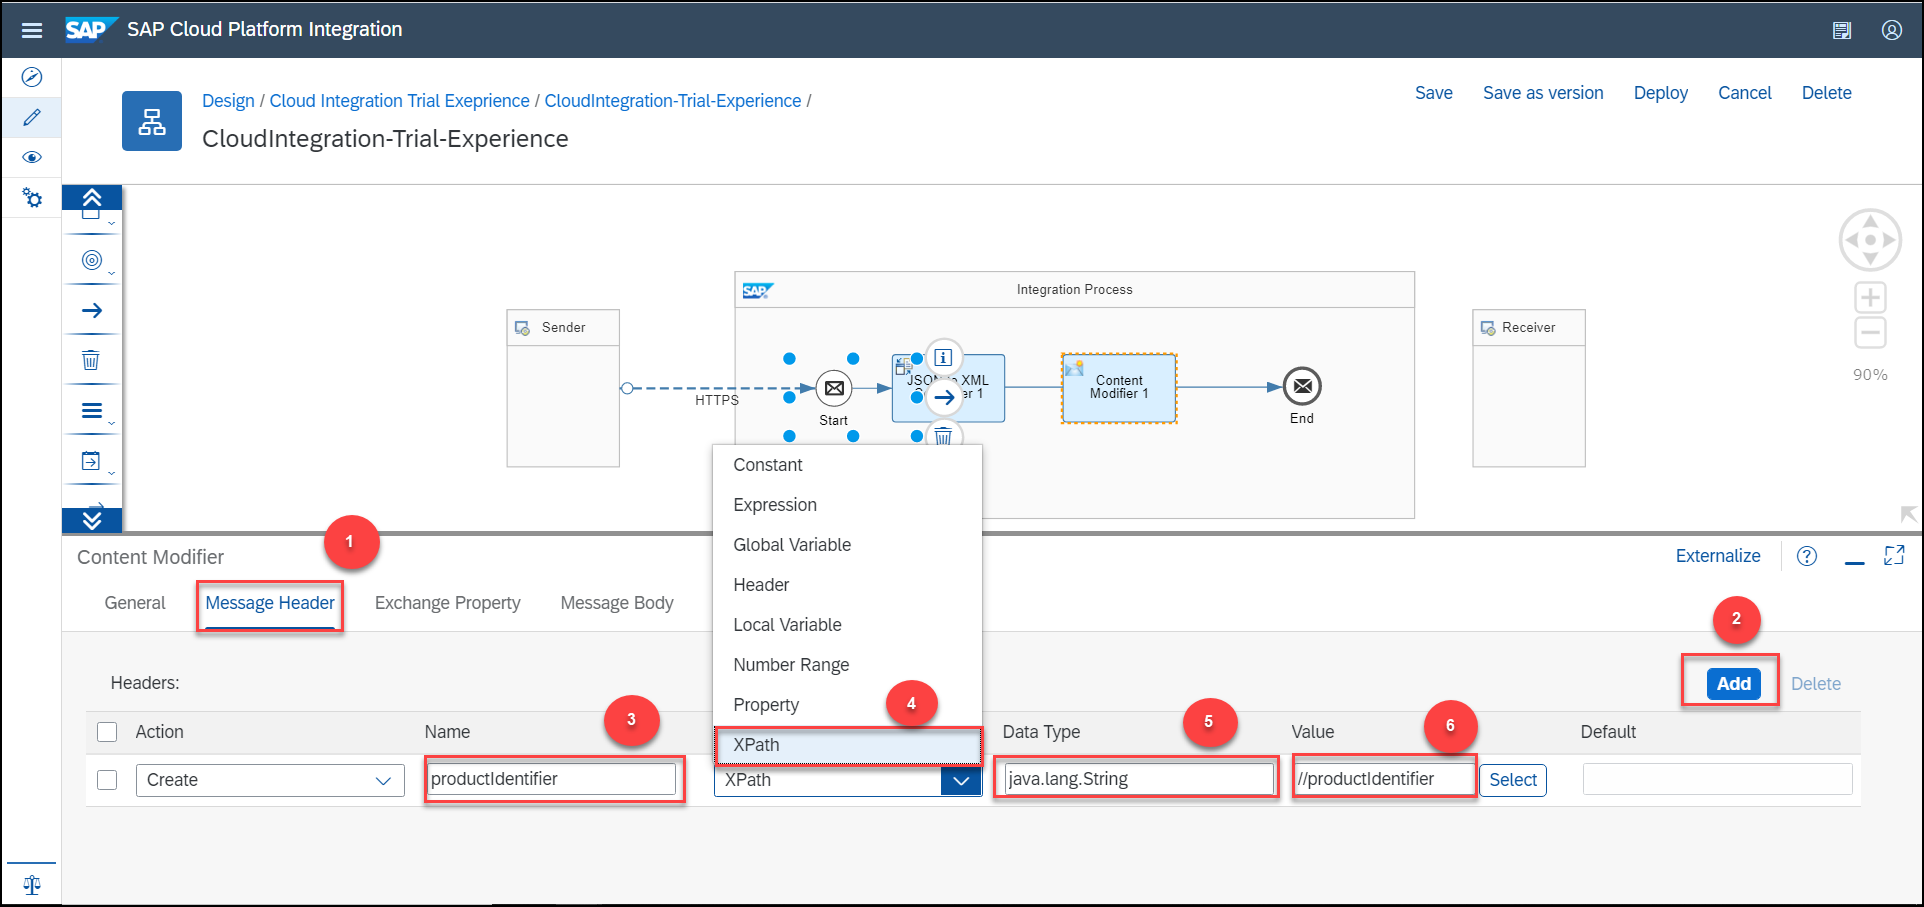 SAP SAP Cloud Platform Integration
Design / Cloud Integration Trial Exeprience / CloudIntegration-Trial-Experience /
Save Save as version Deploy Cancel Delete
CloudIntegration-Trial-Experience
SAP Integration Process
Sender
Receiver
HTTPS
Start
JSON XML
er 1
Content
Modifier 1
End
90%
Constant
Expression
Global Variable
Header
Local Variable
Number Range
Property
XPath
Content Modifier
1
Externalize
General Message Header Exchange Property Message Body
2
Headers:
Add Delete
3
4
5
6
Action Name Data Type Value Default
Create productIdentifier XPath java.lang.String //productIdentifier Select